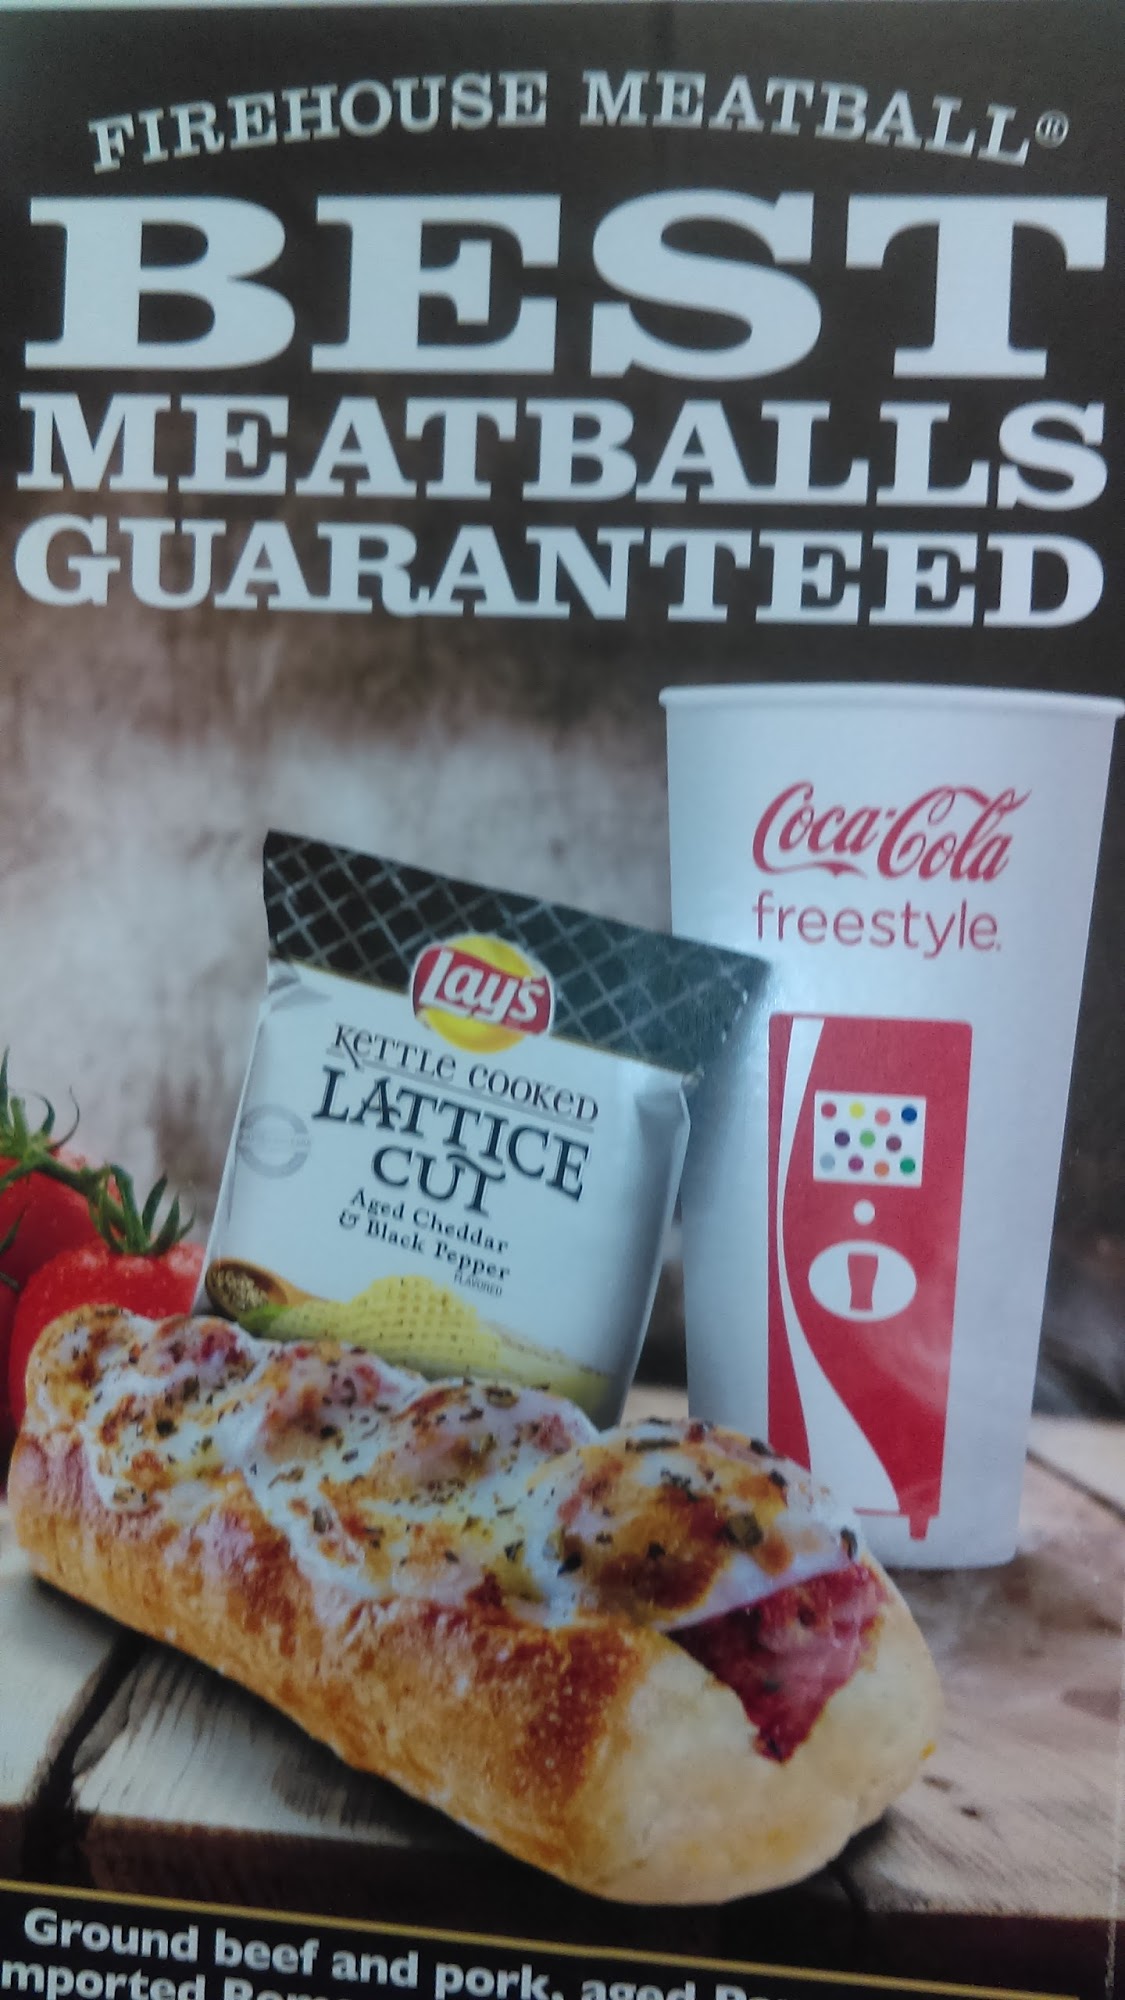 FIREHOUSE MEATBALL®
BEST
MEATBALLS
GUARANTEED
Coca-Cola
freestyle
Lay's
KETTLE COOKED
LATTICE
CUT
Aged Cheddar
& Black Pepper
FLAVORED
Ground beef and pork, aged